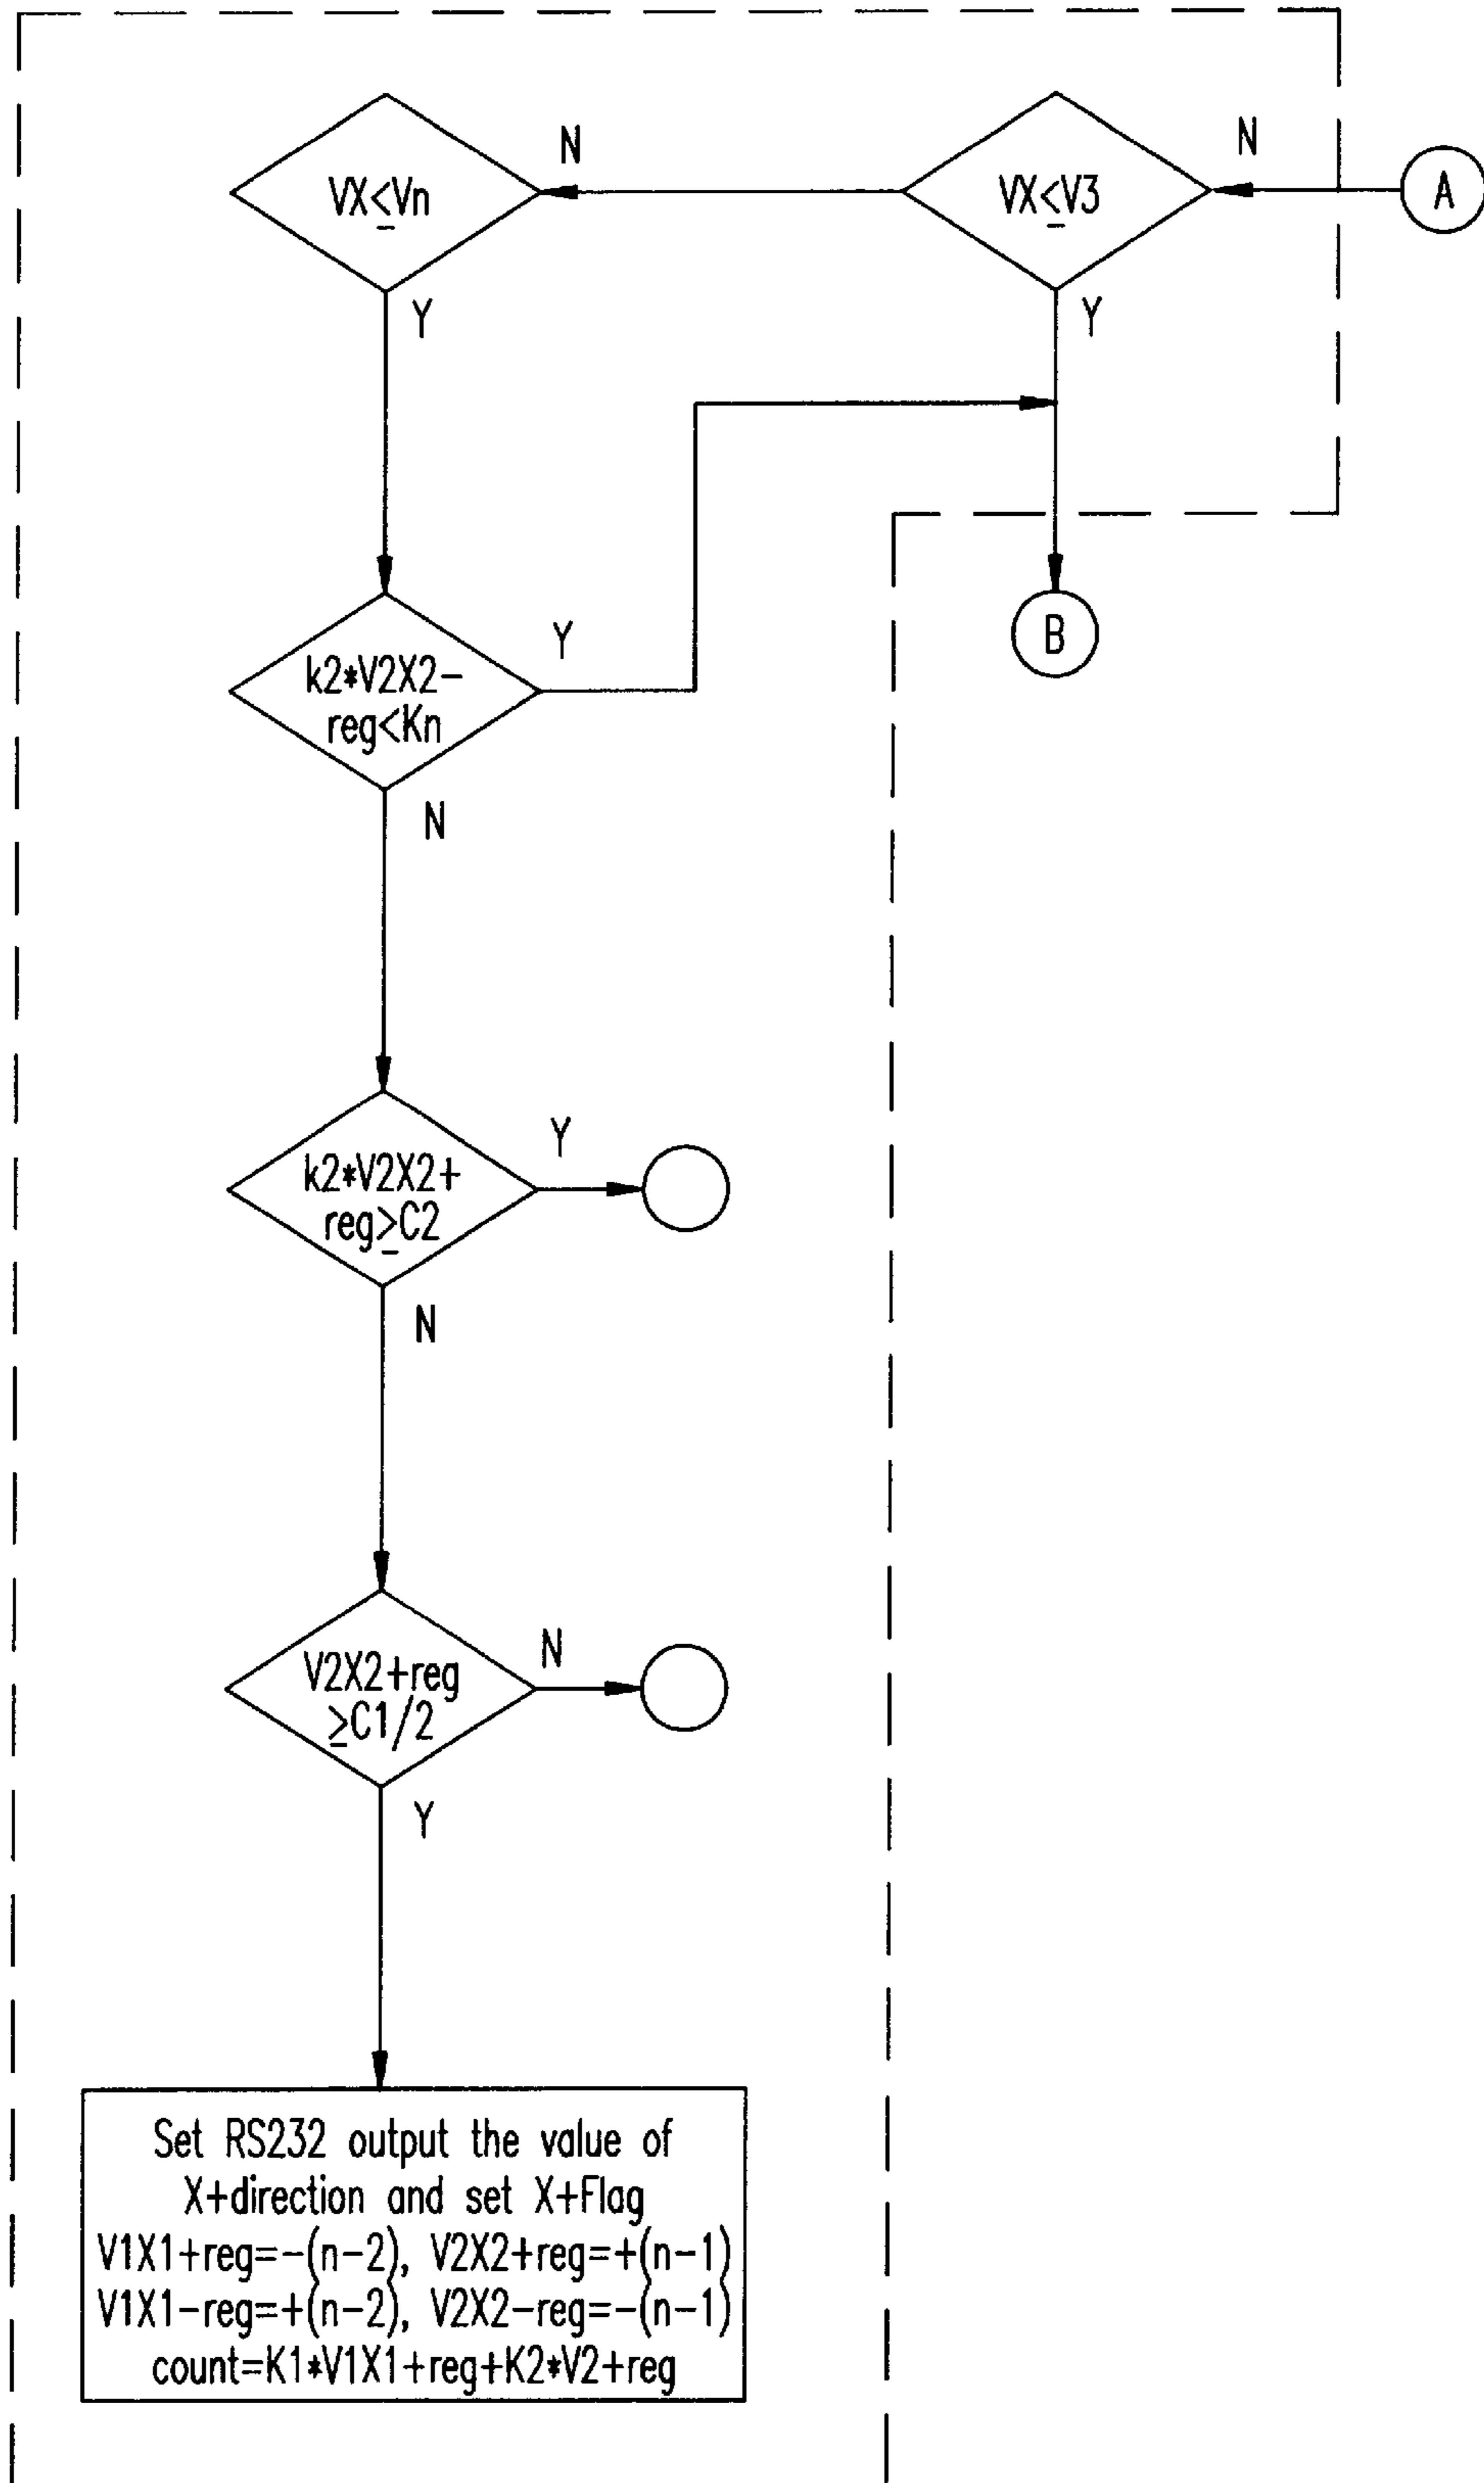 N
N
VX≤Vn
VX≤V3
A
Y
Y
B
k2*V2X2-
reg<Kn
Y
N
k2*V2X2+
reg≥C2
Y
N
V2X2+reg
≥C1/2
N
Y
Set RS232 output the value of
X+direction and set X+Flag
V1X1+reg=-(n-2), V2X2+reg=+(n-1)
V1X1-reg=+(n-2), V2X2-reg=-(n-1)
count=K1*V1X1+reg+K2*V2+reg